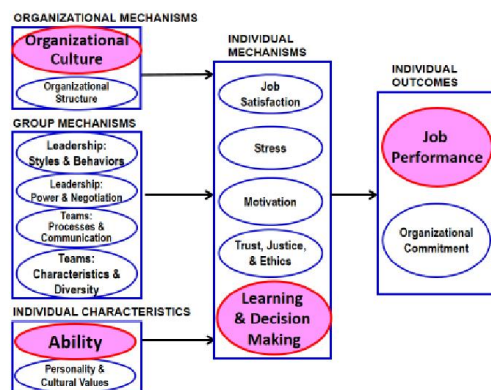 ORGANIZATIONAL MECHANISMS
Organizational
Culture
Organizational
Structure
GROUP MECHANISMS
Leadership:
Styles & Behaviors
Leadership:
Power & Negotiation
Teams:
Processes &
Communication
Teams:
Characteristics &
Diversity
INDIVIDUAL CHARACTERISTICS
Ability
Personality &
Cultural Values
INDIVIDUAL
MECHANISMS
Job
Satisfaction
Stress
Motivation
Trust, Justice,
& Ethics
Learning
& Decision
Making
INDIVIDUAL
OUTCOMES
Job
Performance
Organizational
Commitment